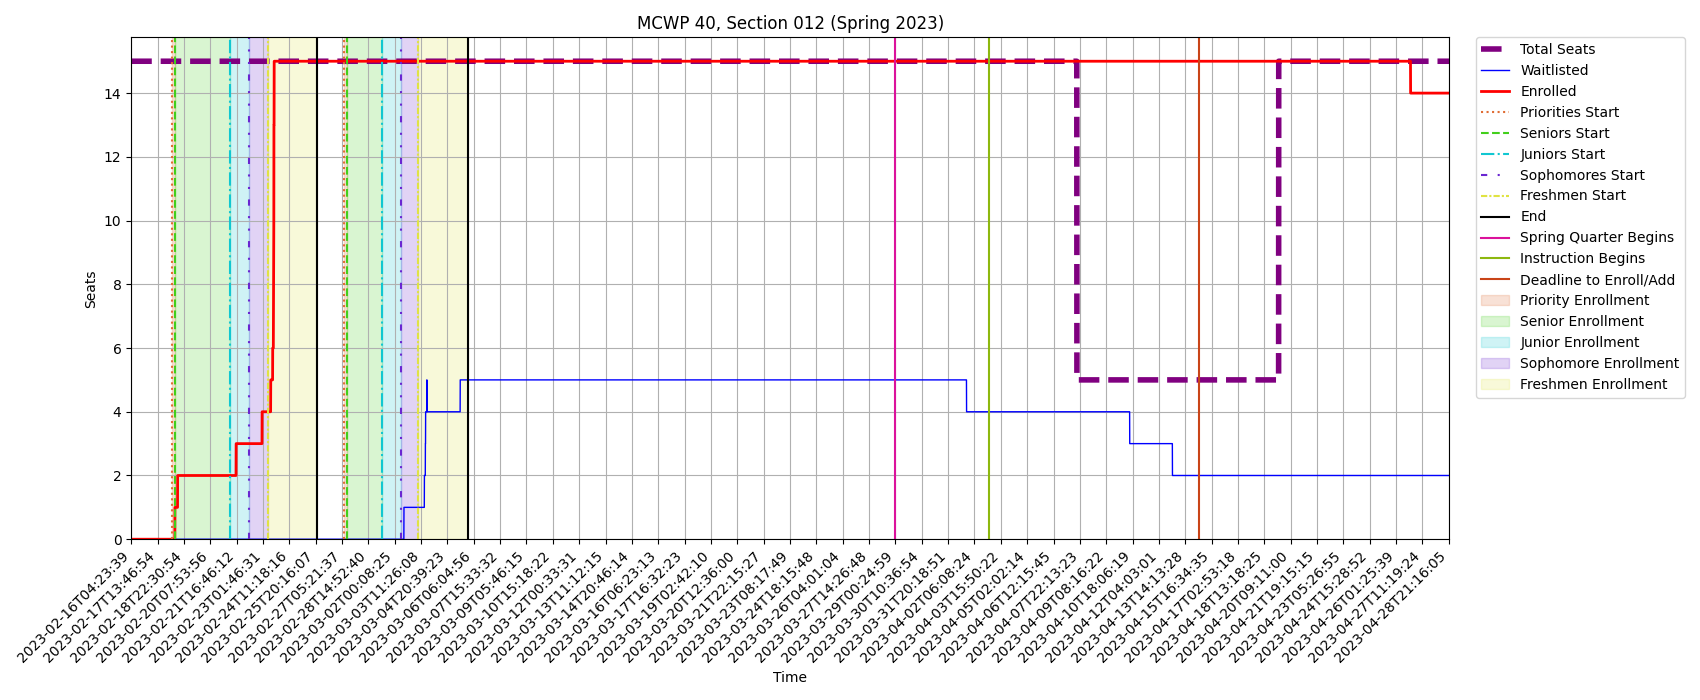 MCWP 40, Section 012 (Spring 2023)
Seats
14
12
10
8
6
4
2
0
2023-02-16T04:23:39
2023-02-17T13:46:54
2023-02-18T22:30:54
2023-02-20T07:53:56
2023-02-21T16:46:12
2023-02-23T01:46:31
2023-02-24T11:18:16
2023-02-25T20:16:07
2023-02-27T05:21:37
2023-02-28T14:52:40
2023-03-02T00:08:25
2023-03-03T11:26:08
2023-03-04T20:39:23
2023-03-06T06:04:56
2023-03-07T15:33:32
2023-03-09T05:46:15
2023-03-10T15:18:22
2023-03-12T00:33:31
2023-03-13T11:12:15
2023-03-14T20:46:14
2023-03-16T06:23:13
2023-03-17T16:32:23
2023-03-19T02:42:10
2023-03-20T12:36:00
2023-03-21T22:15:27
2023-03-23T08:17:49
2023-03-24T18:15:48
2023-03-26T04:01:04
2023-03-27T14:26:48
2023-03-29T00:24:59
2023-03-30T10:36:54
2023-03-31T20:18:51
2023-04-02T06:08:24
2023-04-03T15:50:22
2023-04-05T02:02:14
2023-04-06T12:15:45
2023-04-07T22:13:23
2023-04-09T08:16:22
2023-04-10T18:06:19
2023-04-12T04:03:01
2023-04-13T14:13:28
2023-04-15T16:34:35
2023-04-17T02:53:18
2023-04-18T13:18:25
2023-04-20T09:11:00
2023-04-21T19:15:15
2023-04-23T05:26:55
2023-04-24T15:28:52
2023-04-26T01:25:39
2023-04-27T11:19:24
2023-04-28T21:16:05
Time
Total Seats
Waitlisted
Enrolled
Priorities Start
Seniors Start
Juniors Start
Sophomores Start
Freshmen Start
End
Spring Quarter Begins
Instruction Begins
Deadline to Enroll/Add
Priority Enrollment
Senior Enrollment
Junior Enrollment
Sophomore Enrollment
Freshmen Enrollment